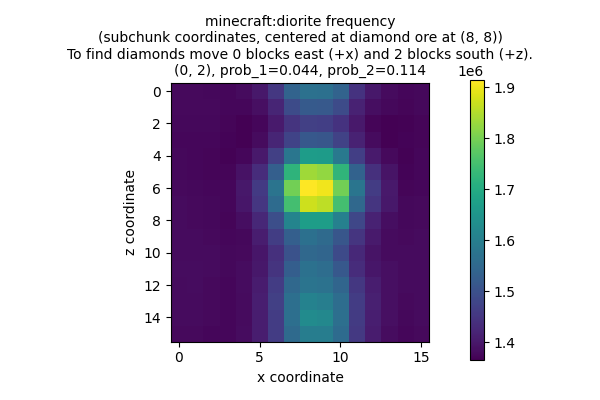 minecraft:diorite frequency
(subchunk coordinates, centered at diamond ore at (8, 8))
To find diamonds move 0 blocks east (+x) and 2 blocks south (+z).
(0, 2), prob_1=0.044, prob_2=0.114
1e6
0
2
4
6
8
10
12
14
z coordinate
0
5
10
15
x coordinate
1.9
1.8
1.7
1.6
1.5
1.4